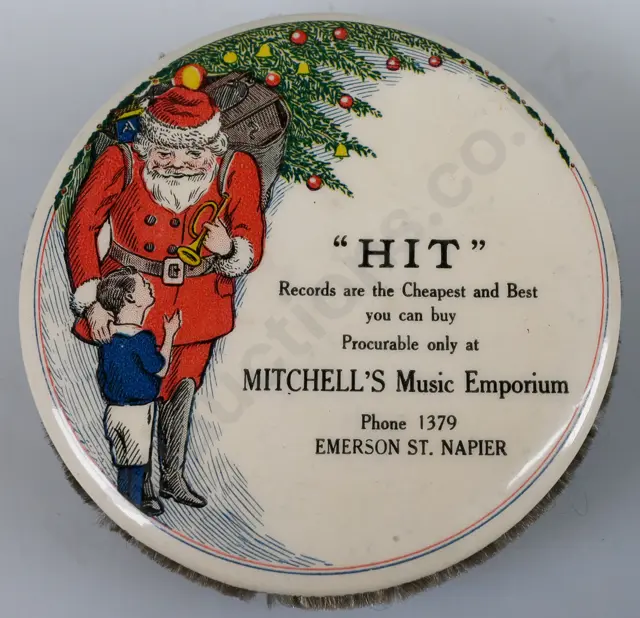 A
"HIT"
Records are the Cheapest and Best
you can buy
Procurable only at
MITCHELL'S Music Emporium
Phone 1379
EMERSON ST. NAPIER